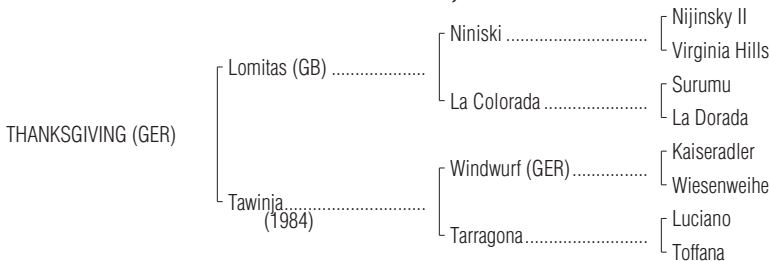 Nijinsky II
Niniski ................................
Virginia Hills
Lomitas (GB) .....................
Surumu
La Colorada .......................
La Dorada
THANKSGIVING (GER)
Kaiseradler
Windwurf (GER).................
Wiesenweihe
Tawinja................................
(1984)
Luciano
Tarragona...........................
Toffana